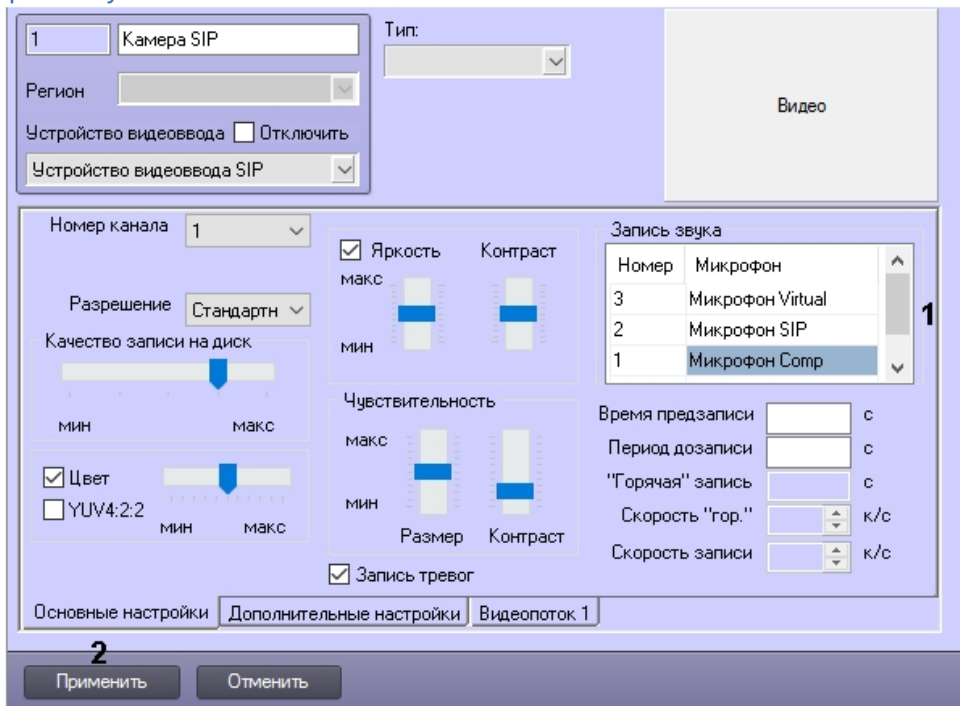 1 Камера SIP
Тип:
Регион
Видео
Устройство видеоввода Отключить
Устройство видеоввода SIP
Номер канала 1
Разрешение Стандартн
Качество записи на диск
мин макс
Цвет
YUV4:2:2
мин макс
Яркость Контраст
макс
мин
Чувствительность
макс
мин
Размер Контраст
Запись тревог
Запись звука
Номер Микрофон
3 Микрофон Virtual
2 Микрофон SIP
1 Микрофон Comp
1
Время предзаписи с
Период дозаписи с
"Горячая" запись с
Скорость "гор." к/с
Скорость записи к/с
Основные настройки Дополнительные настройки Видеопоток 1
2
Применить Отменить